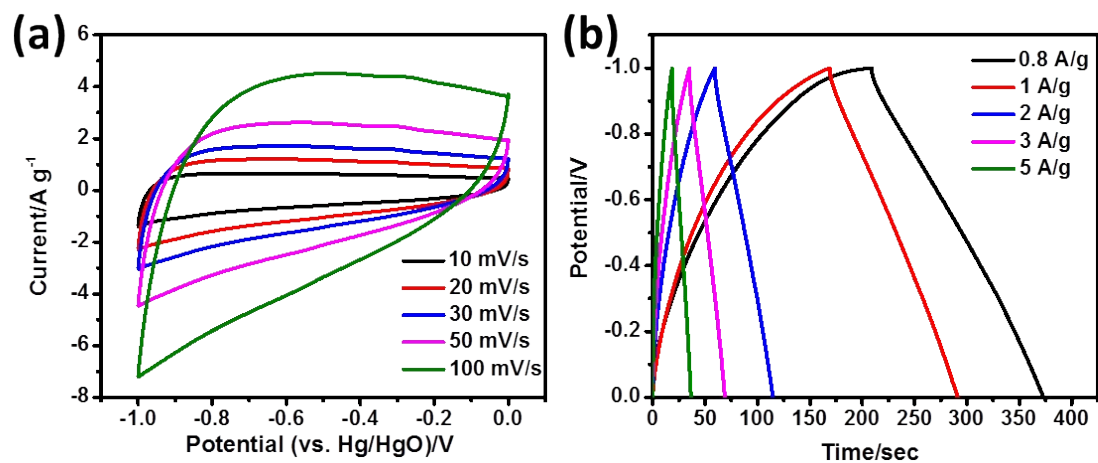 (a)
6
4
2
0
-2
-4
-6
-8
Current/A g⁻¹
10 mV/s
20 mV/s
30 mV/s
50 mV/s
100 mV/s
-1.0 -0.8 -0.6 -0.4 -0.2 0.0
Potential (vs. Hg/HgO)/V
(b)
-1.0
-0.8
-0.6
-0.4
-0.2
0.0
Potential/V
0.8 A/g
1 A/g
2 A/g
3 A/g
5 A/g
0 50 100 150 200 250 300 350 400
Time/sec